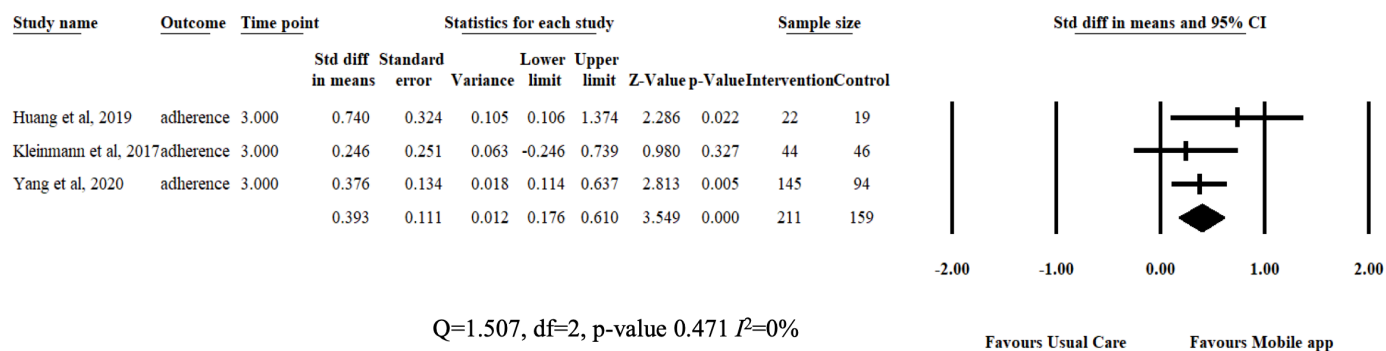 Study name Outcome Time point Statistics for each study Sample size Std diff in means and 95% CI
Std diff Standard Lower Upper
in means error Variance limit limit Z-Value p-Value Intervention Control
Huang et al, 2019 adherence 3.000 0.740 0.324 0.105 0.106 1.374 2.286 0.022 22 19
Kleinmann et al, 2017 adherence 3.000 0.246 0.251 0.063 -0.246 0.739 0.980 0.327 44 46
Yang et al, 2020 adherence 3.000 0.376 0.134 0.018 0.114 0.637 2.813 0.005 145 94
0.393 0.111 0.012 0.176 0.610 3.549 0.000 211 159
-2.00 -1.00 0.00 1.00 2.00
Q=1.507, df=2, p-value 0.471 I²=0%
Favours Usual Care Favours Mobile app